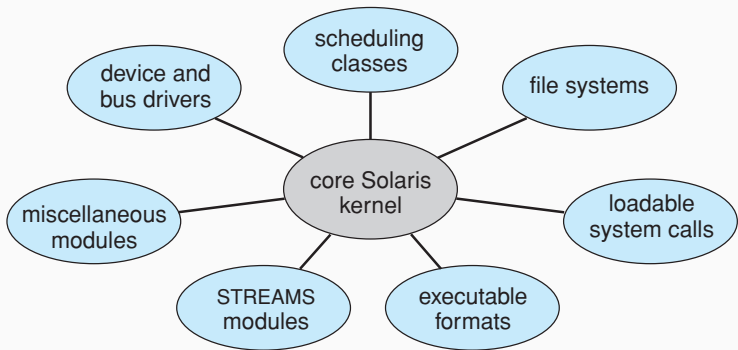 scheduling
classes
device and
bus drivers
file systems
core Solaris
kernel
miscellaneous
modules
loadable
system calls
STREAMS
modules
executable
formats